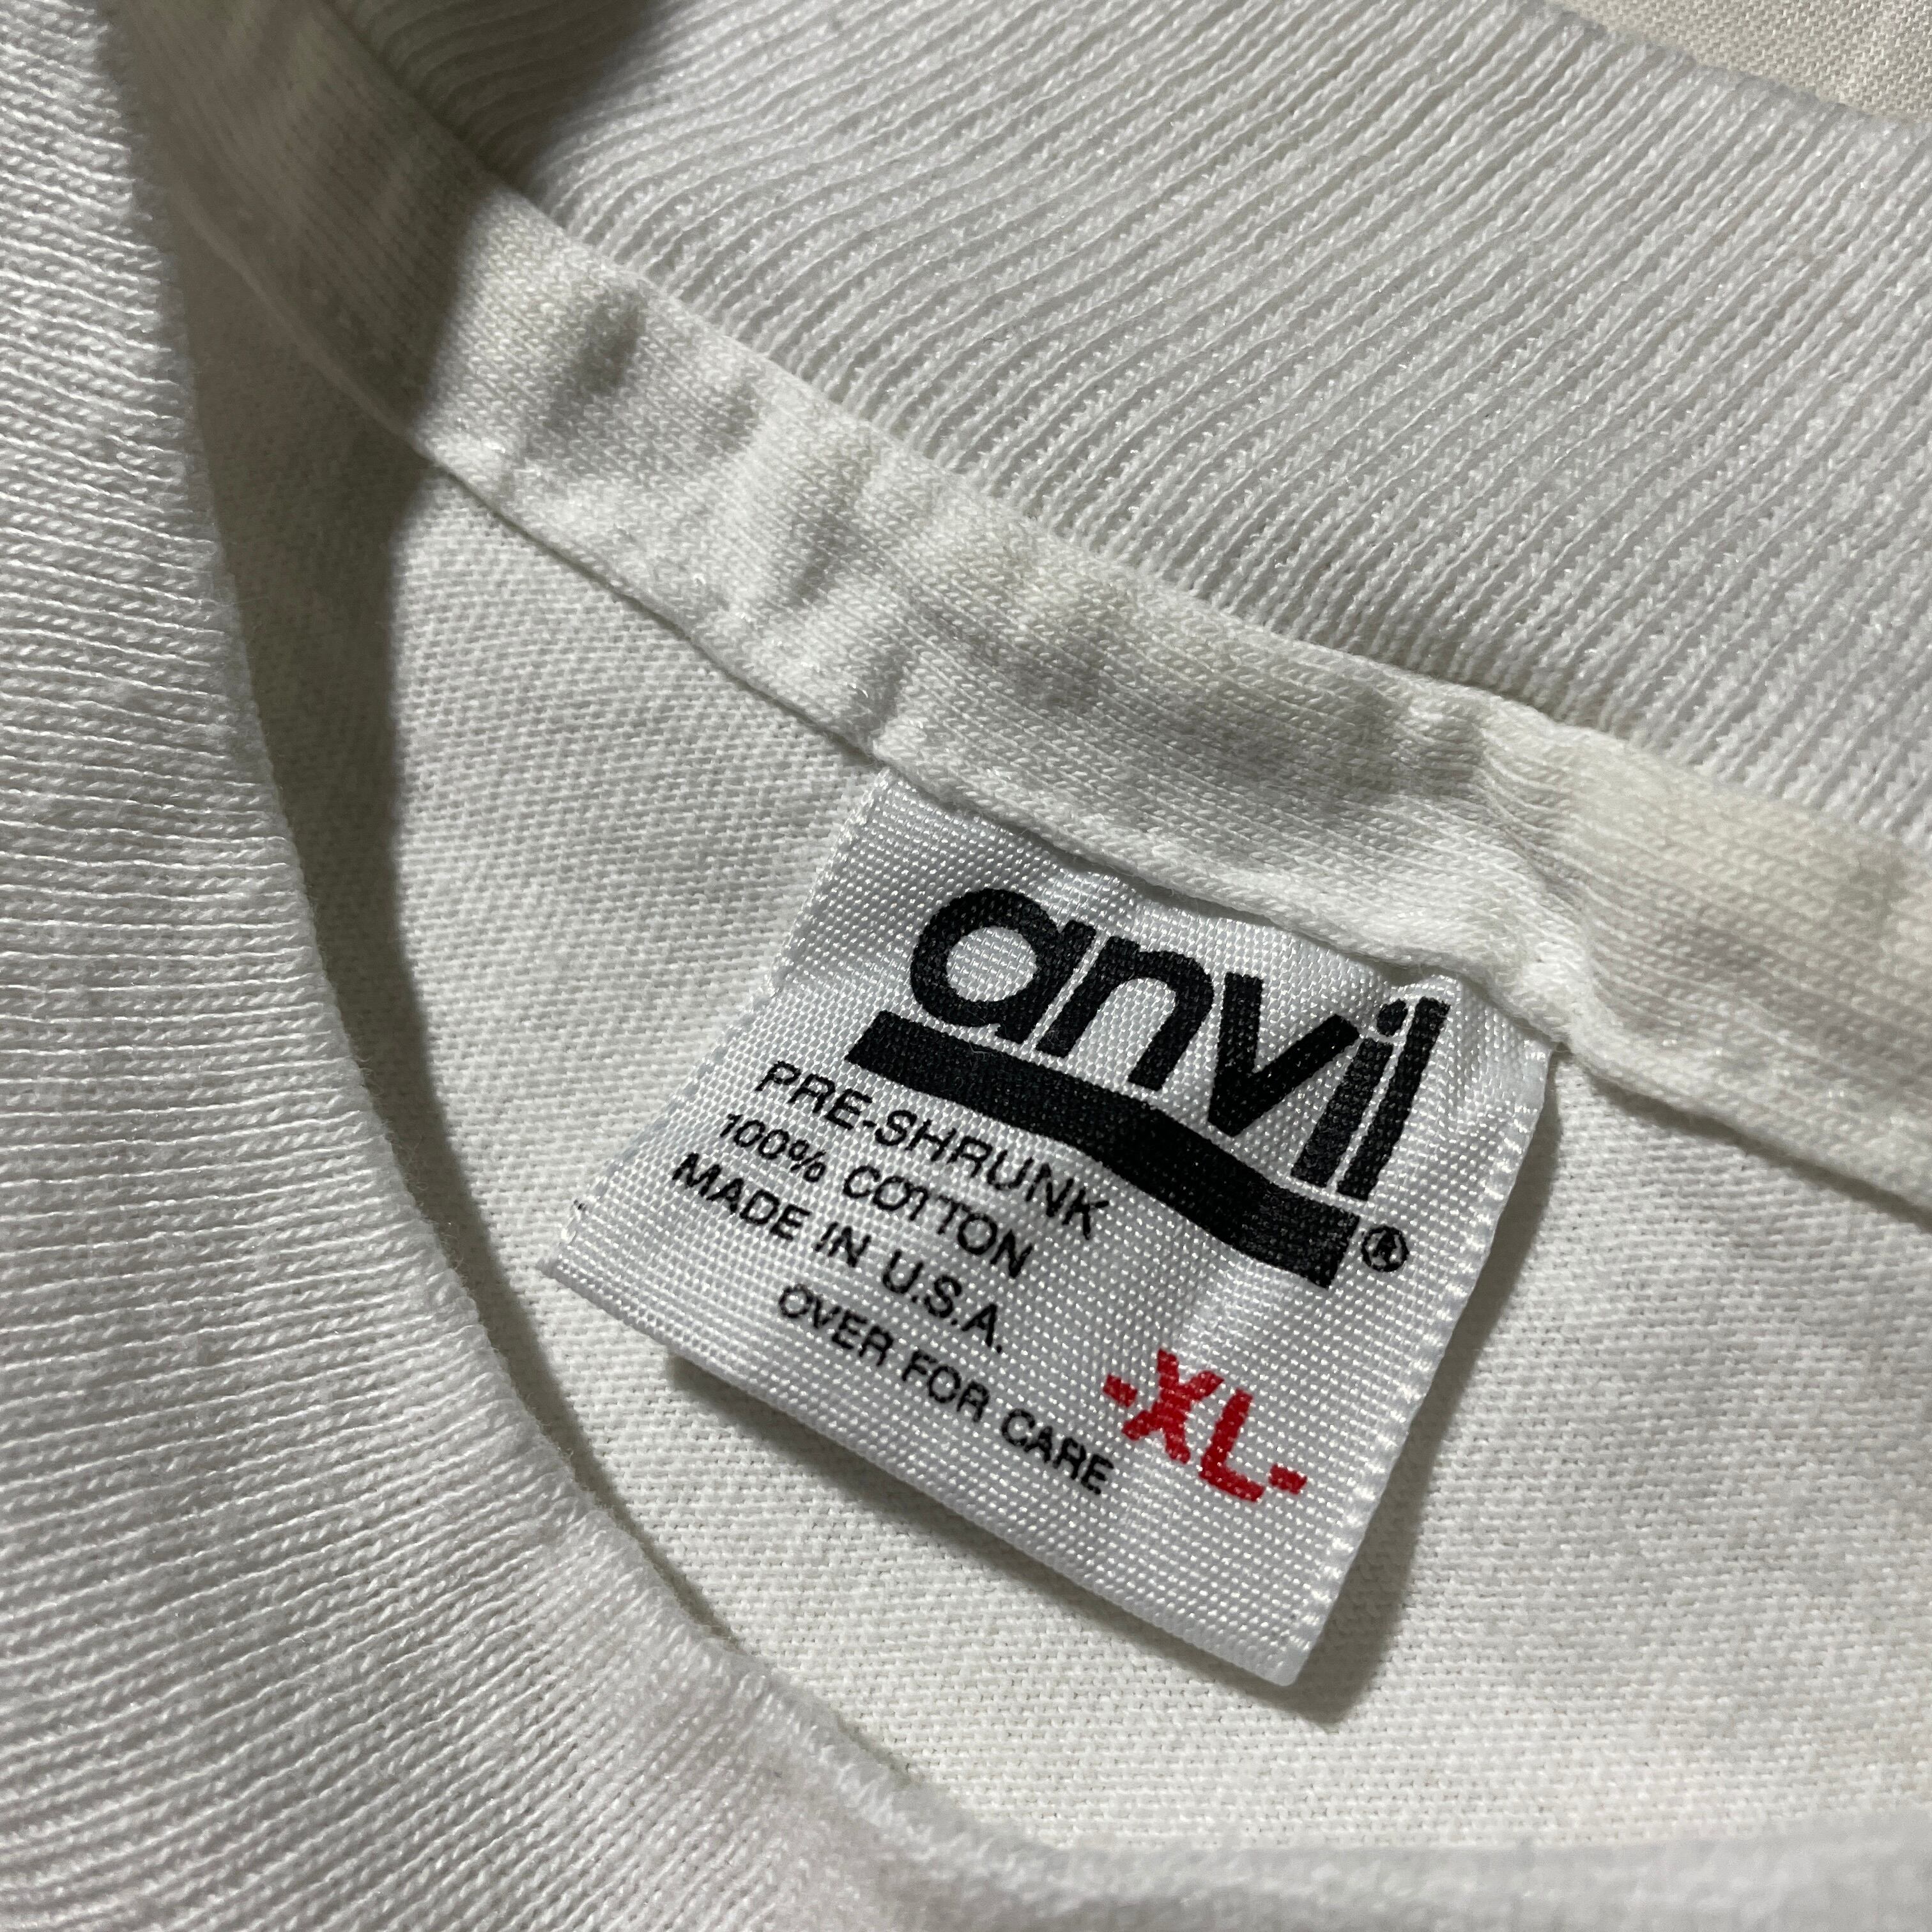 anvil®
PRE-SHRUNK
100% COTTON
MADE IN U.S.A.
-XL-
OVER FOR CARE